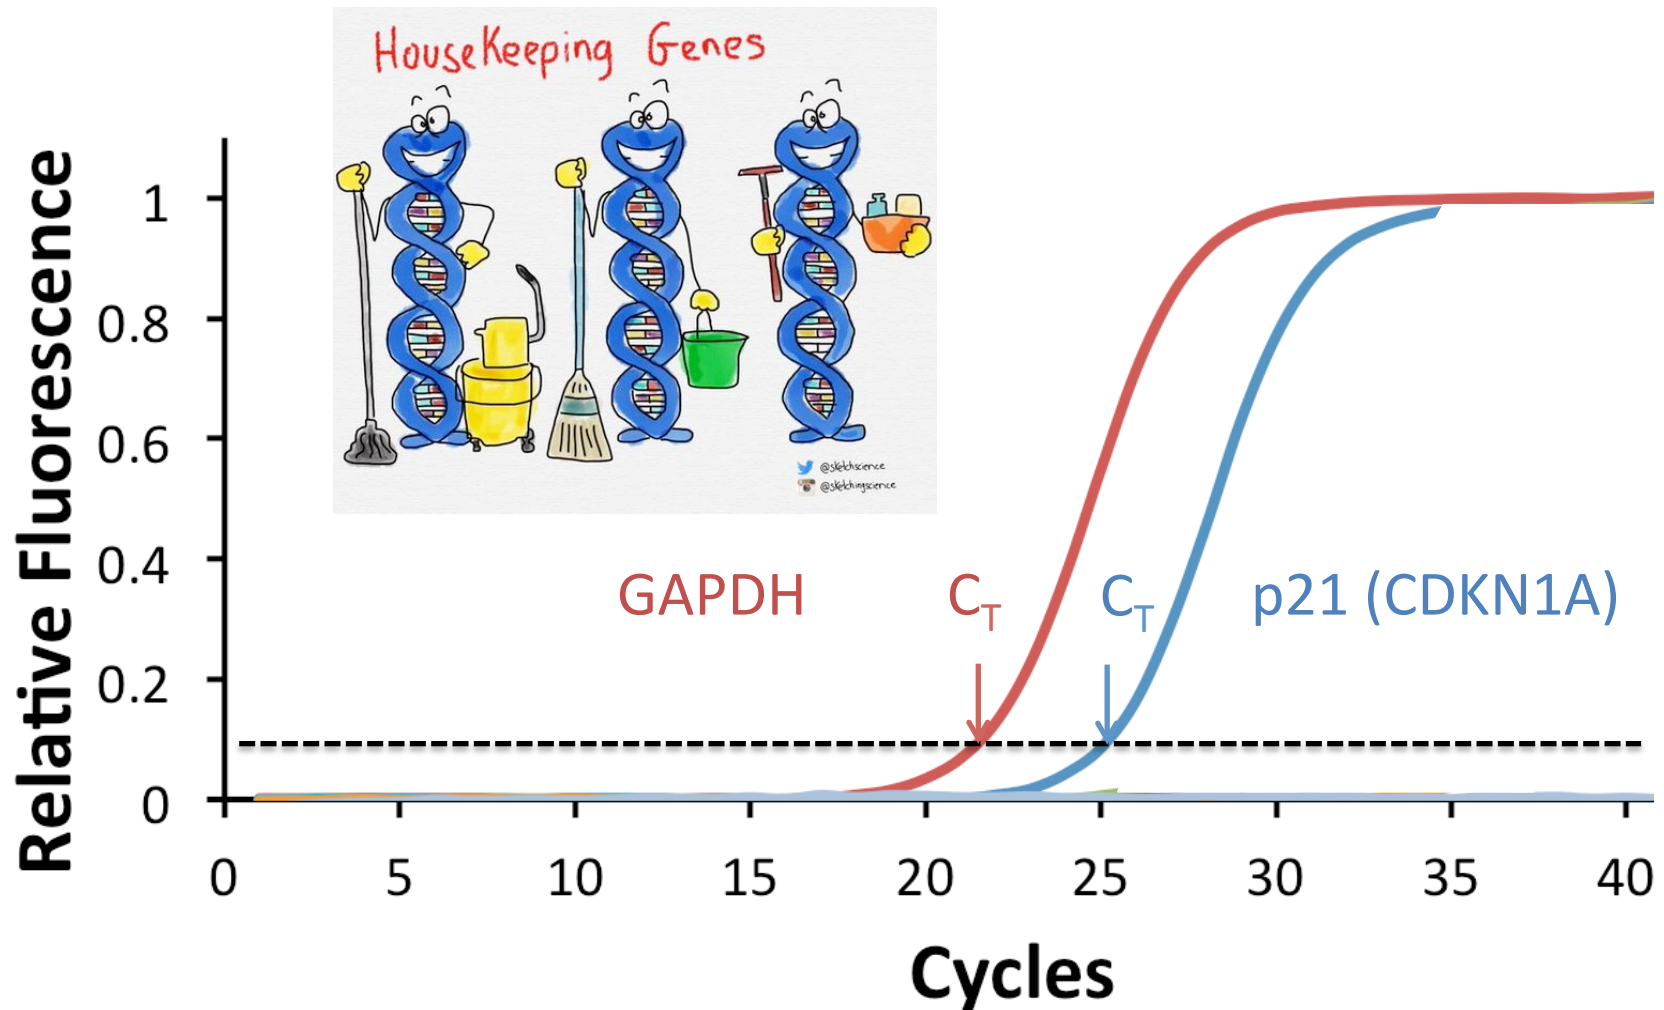 HouseKeeping Genes
@sketchscience
@sketchingscience
Relative Fluorescence
1
0.8
0.6
0.4
0.2
0
GAPDH
CT
CT
p21 (CDKN1A)
0 5 10 15 20 25 30 35 40
Cycles